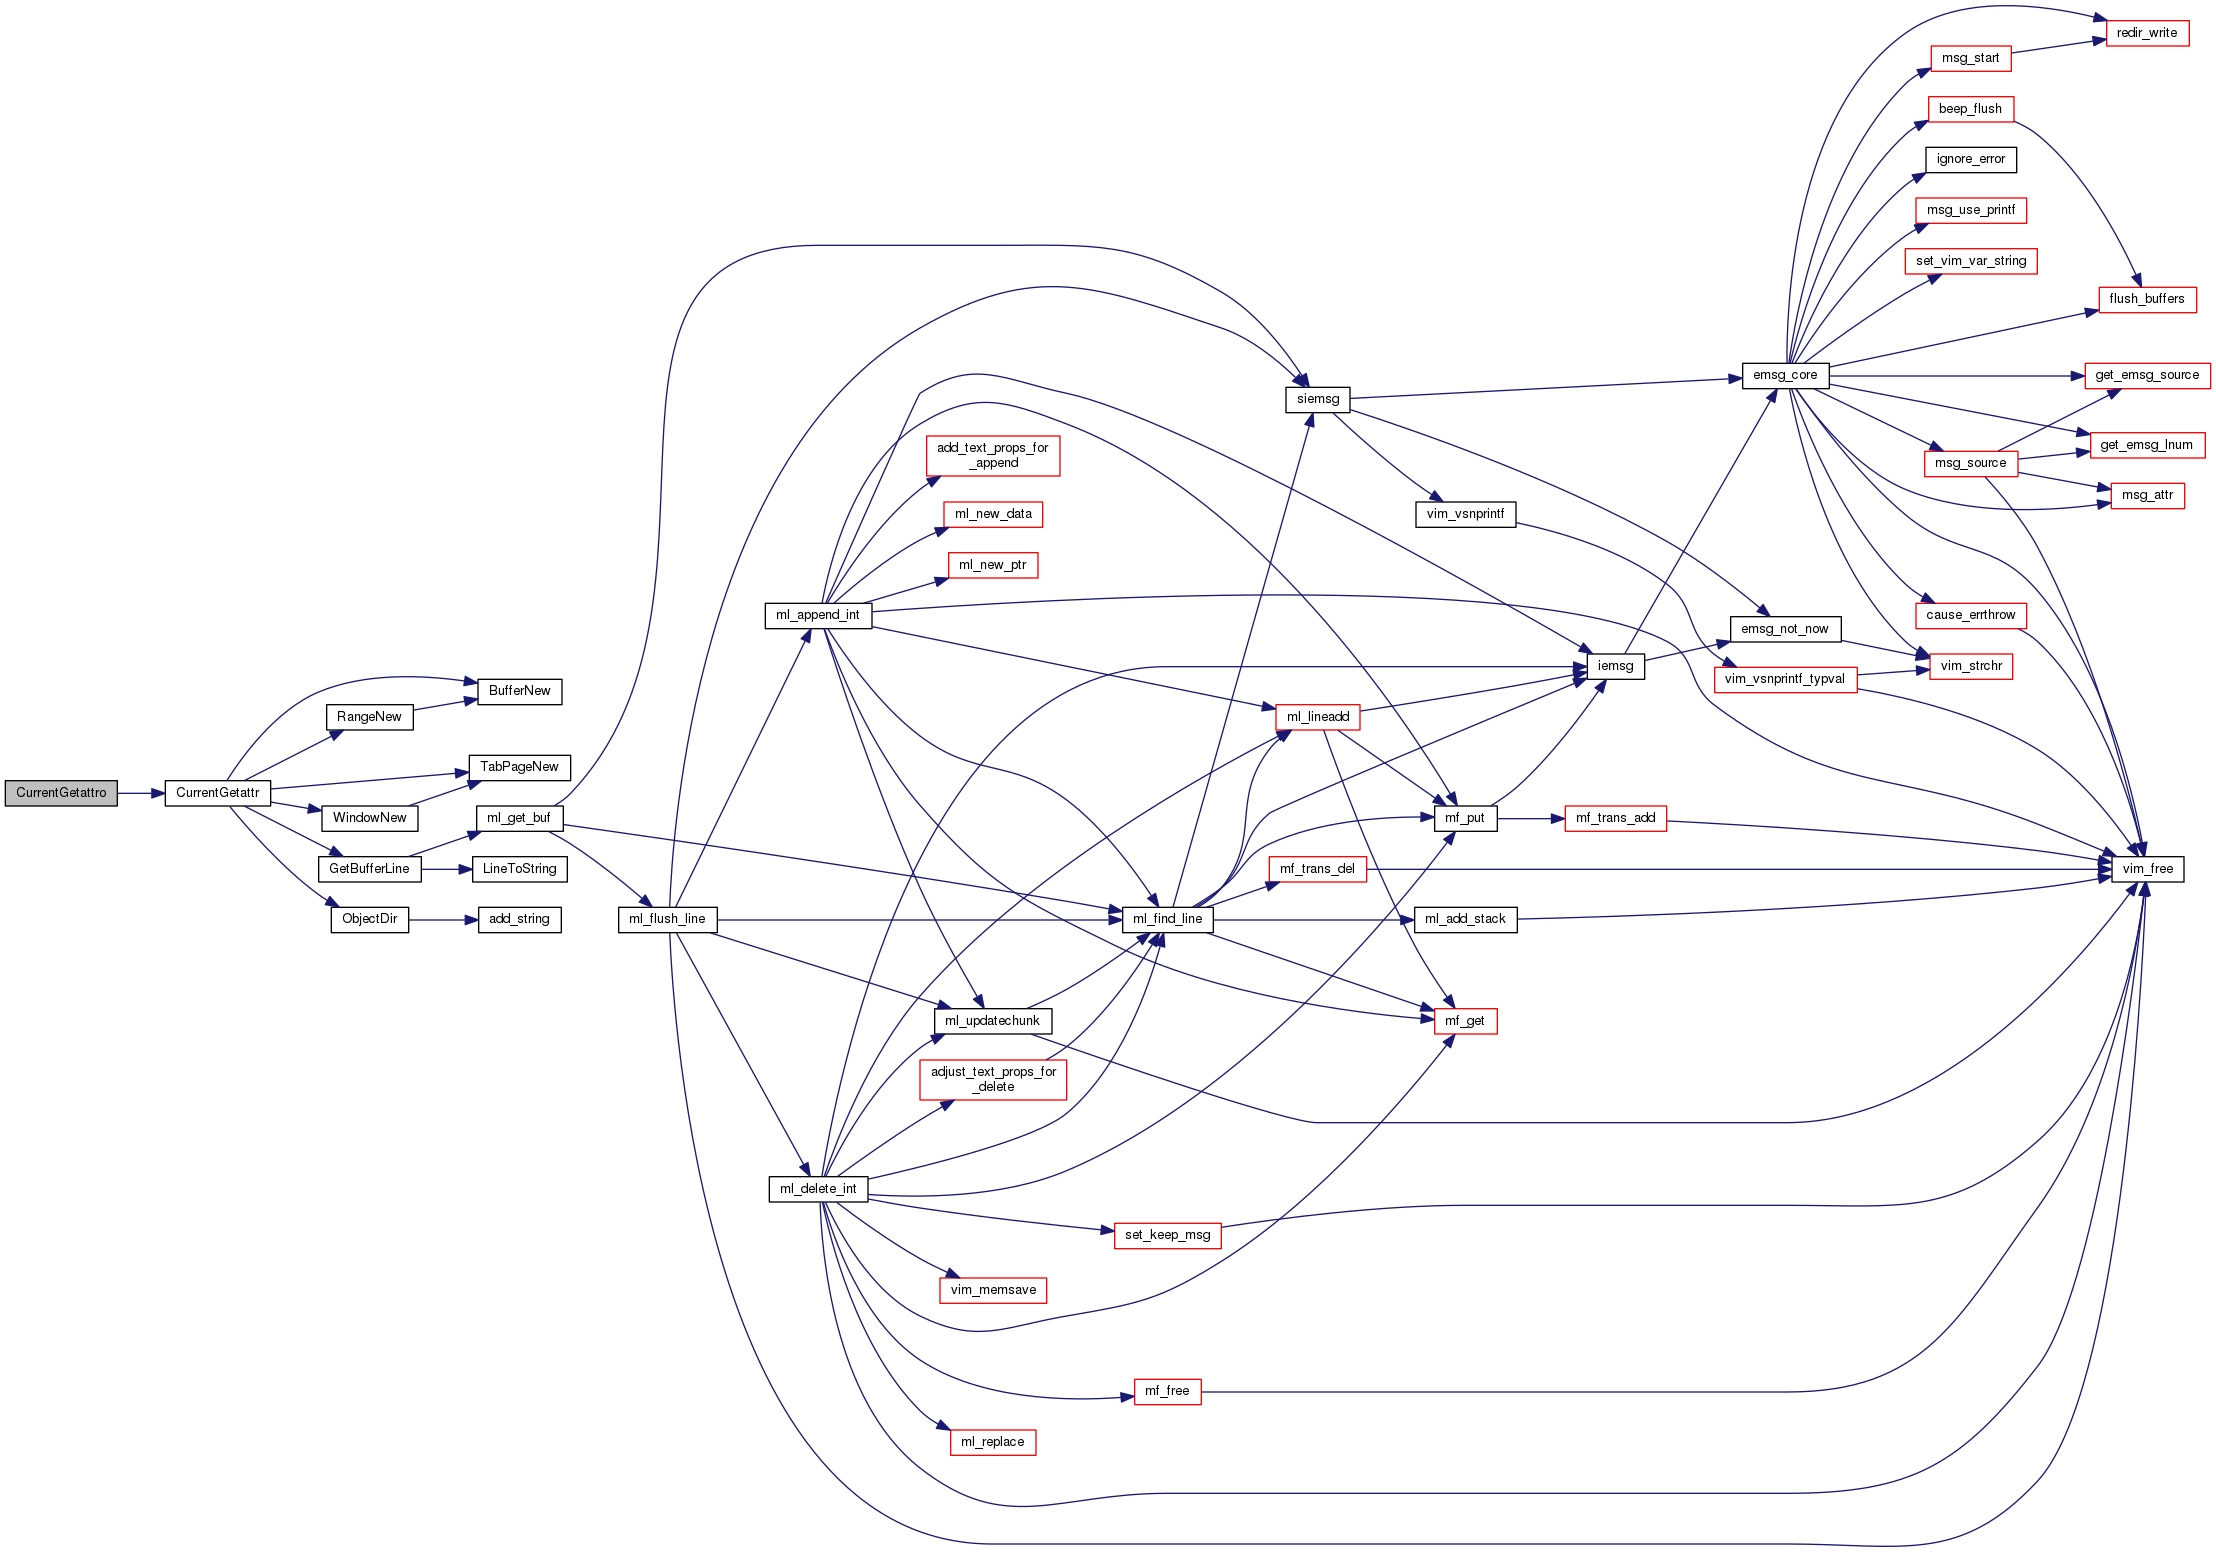 redir_write
msg_start
beep_flush
ignore_error
msg_use_printf
set_vim_var_string
flush_buffers
emsg_core
get_emsg_source
siemsg
get_emsg_lnum
add_text_props_for
_append
msg_source
msg_attr
ml_new_data
vim_vsnprintf
ml_new_ptr
ml_append_int
cause_errthrow
emsg_not_now
iemsg
vim_strchr
vim_vsnprintf_typval
BufferNew
RangeNew
ml_lineadd
TabPageNew
CurrentGetattro
CurrentGetattr
WindowNew
ml_get_buf
mf_put
mf_trans_add
GetBufferLine
LineToString
mf_trans_del
vim_free
ObjectDir
add_string
ml_flush_line
ml_find_line
ml_add_stack
ml_updatechunk
mf_get
adjust_text_props_for
_delete
ml_delete_int
set_keep_msg
vim_memsave
mf_free
ml_replace